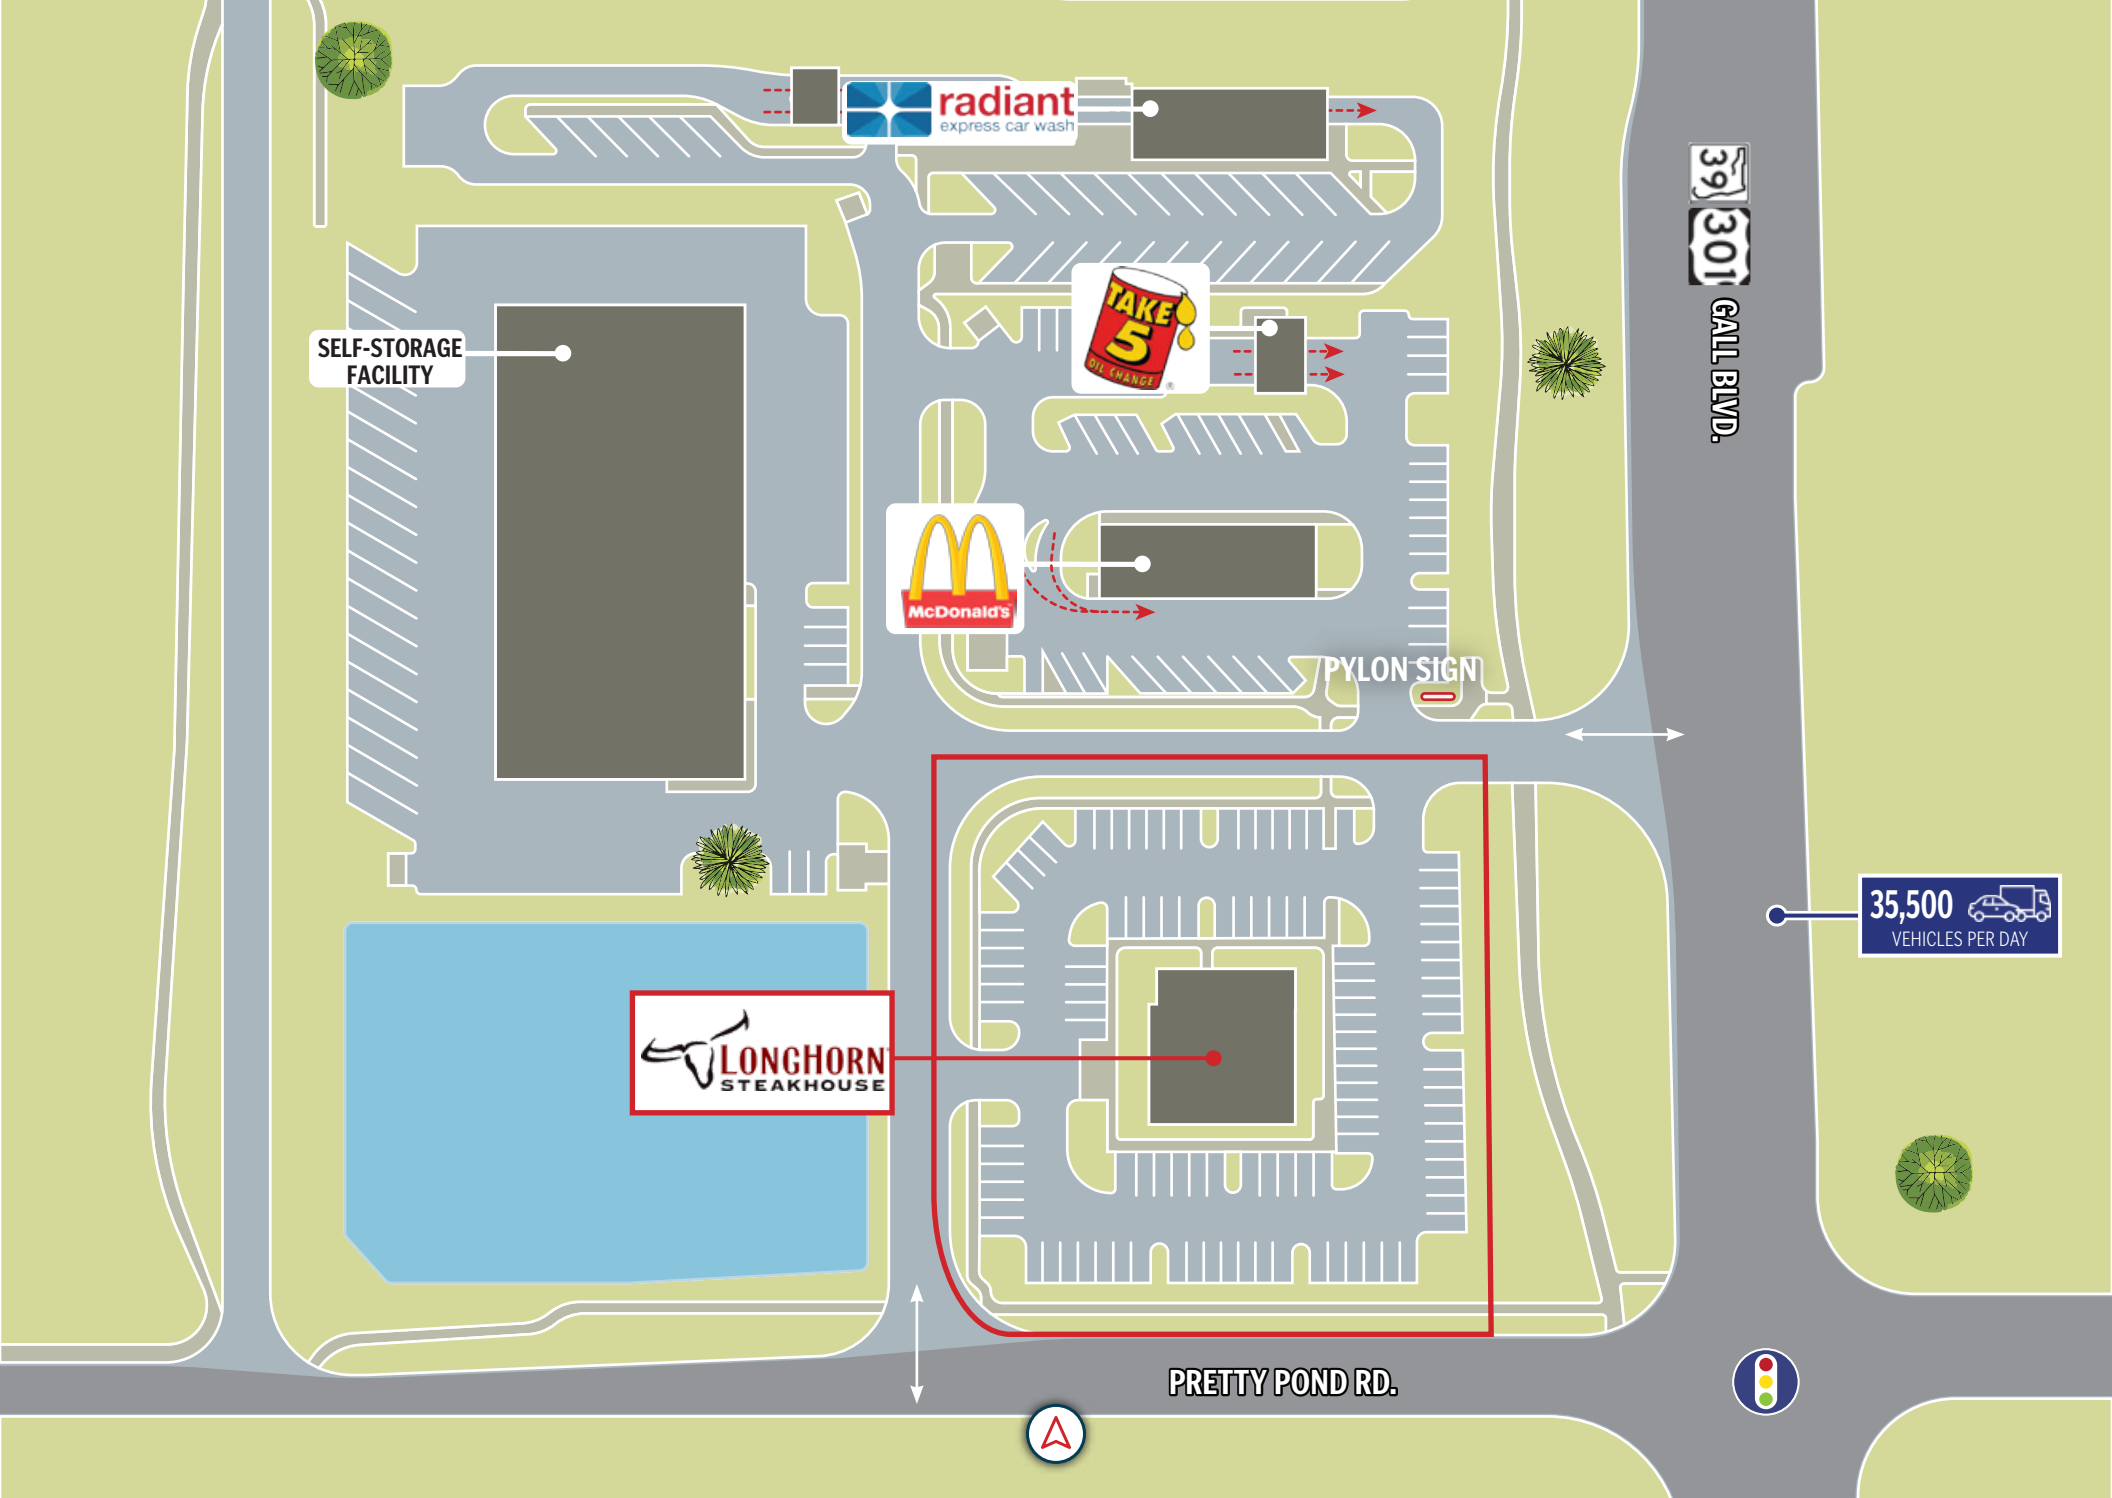 radiant
express car wash
39
301
GALL BLVD.
TAKE
5
OIL CHANGE
®
SELF-STORAGE
FACILITY
McDonald's
PYLON SIGN
35,500
VEHICLES PER DAY
LONGHORN
STEAKHOUSE
PRETTY POND RD.